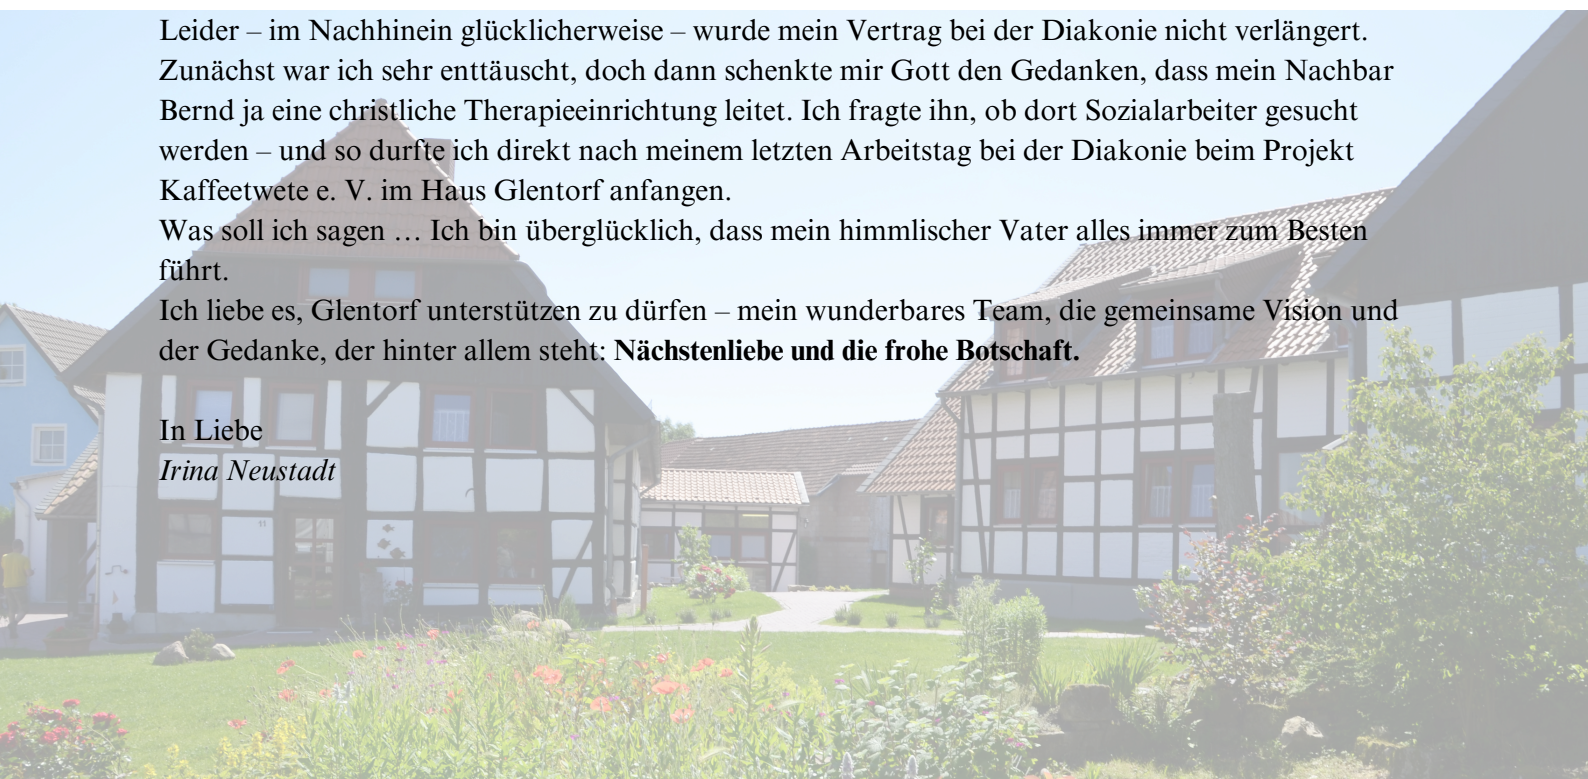 Leider – im Nachhinein glücklicherweise – wurde mein Vertrag bei der Diakonie nicht verlängert.
Zunächst war ich sehr enttäuscht, doch dann schenkte mir Gott den Gedanken, dass mein Nachbar
Bernd ja eine christliche Therapieeinrichtung leitet. Ich fragte ihn, ob dort Sozialarbeiter gesucht
werden – und so durfte ich direkt nach meinem letzten Arbeitstag bei der Diakonie beim Projekt
Kaffeetwete e. V. im Haus Glentorf anfangen.
Was soll ich sagen … Ich bin überglücklich, dass mein himmlischer Vater alles immer zum Besten
führt.
Ich liebe es, Glentorf unterstützen zu dürfen – mein wunderbares Team, die gemeinsame Vision und
der Gedanke, der hinter allem steht: Nächstenliebe und die frohe Botschaft.
In Liebe
Irina Neustadt
11